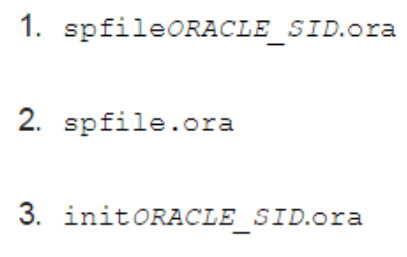 1. spfileORACLE_SID.ora
2. spfile.ora
3. initORACLE_SID.ora